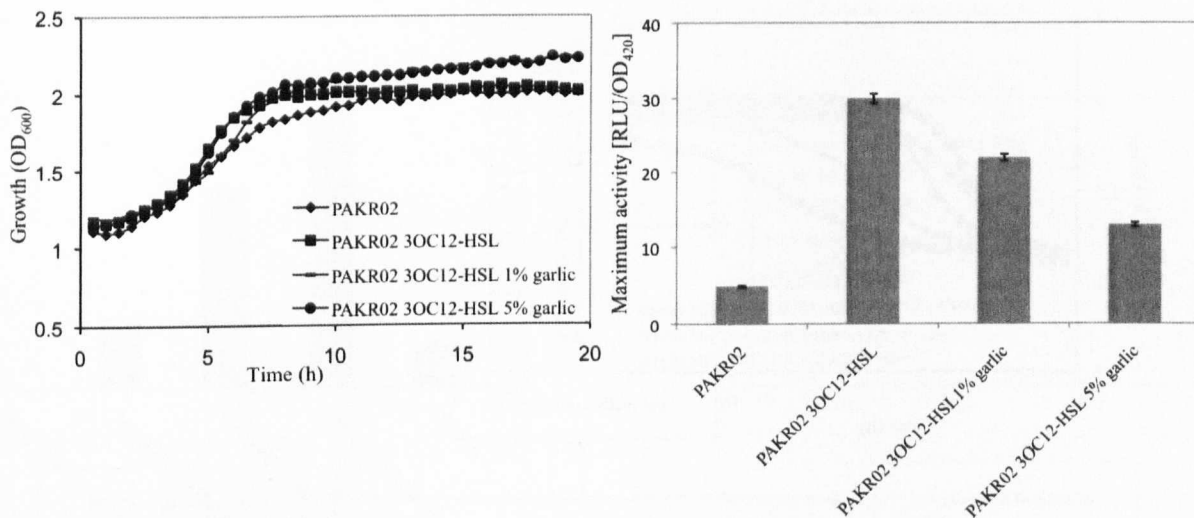 2.5
2
1.5
1
0.5
Growth (OD600)
0
5
10
15
20
Time (h)
PAKR02
PAKR02 3OC12-HSL
PAKR02 3OC12-HSL 1% garlic
PAKR02 3OC12-HSL 5% garlic
40
30
20
10
0
Maximum activity [RLU/OD420]
PAKR02
PAKR02 3OC12-HSL
PAKR02 3OC12-HSL1% garlic
PAKR02 3OC12-HSL 5% garlic